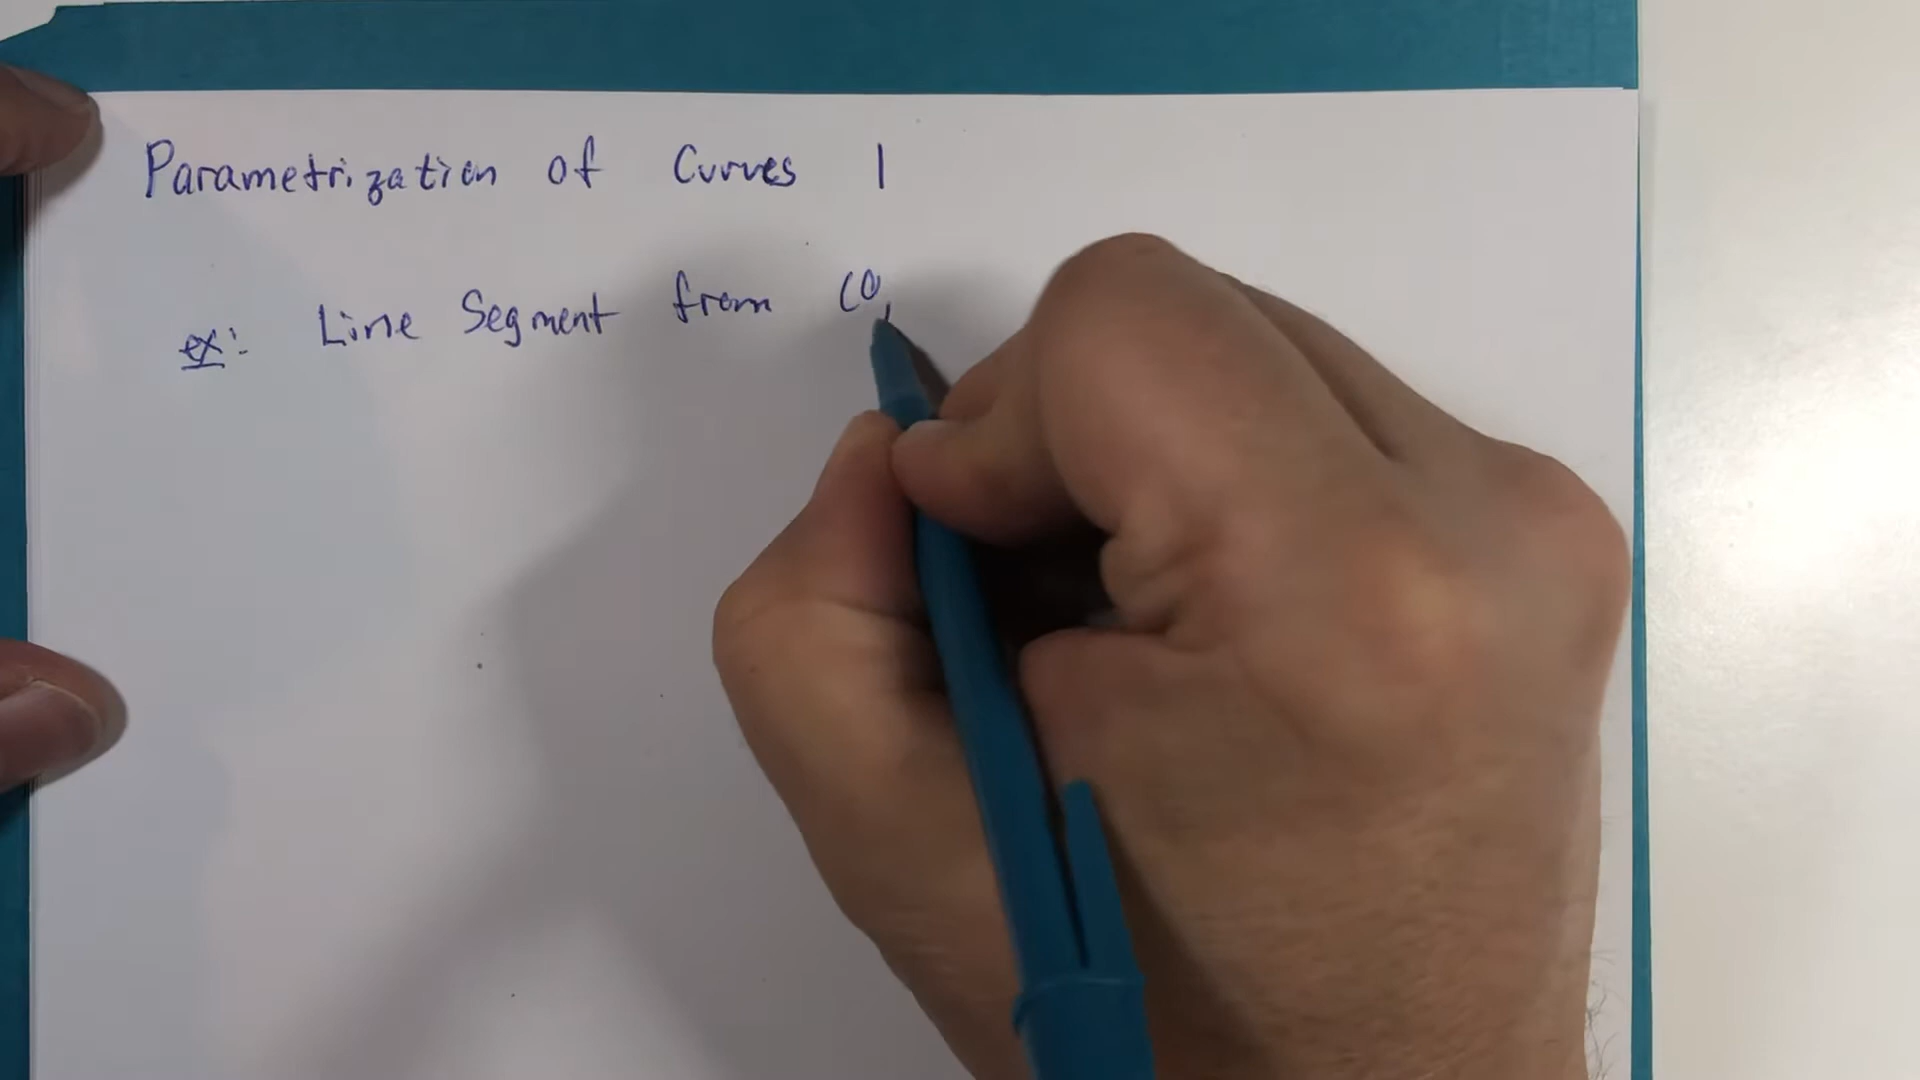 Parametrization of Curves 1
ex: Line Segment from (0,